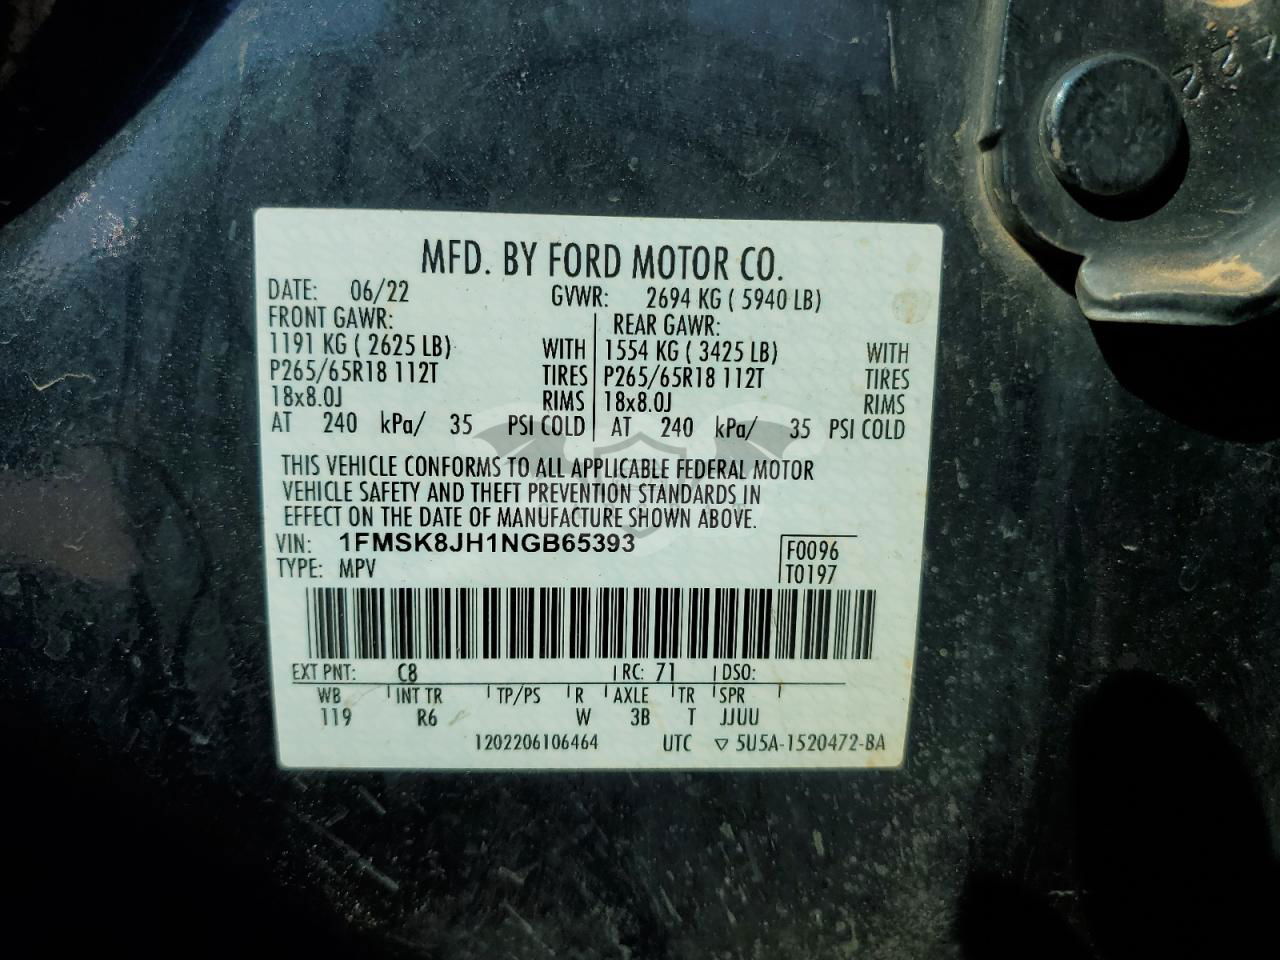 MFD. BY FORD MOTOR CO.
DATE: 06/22 GVWR: 2694 KG ( 5940 LB)
FRONT GAWR: REAR GAWR:
1191 KG ( 2625 LB) WITH 1554 KG ( 3425 LB) WITH
P265/65R18 112T TIRES P265/65R18 112T TIRES
18x8.0J RIMS 18x8.0J RIMS
AT 240 kPa/ 35 PSI COLD AT 240 kPa/ 35 PSI COLD
THIS VEHICLE CONFORMS TO ALL APPLICABLE FEDERAL MOTOR
VEHICLE SAFETY AND THEFT PREVENTION STANDARDS IN
EFFECT ON THE DATE OF MANUFACTURE SHOWN ABOVE.
VIN: 1FMSK8JH1NGB65393 F0096
TYPE: MPV T0197
EXT PNT: C8 RC: 71 DSO:
WB INT TR TP/PS R AXLE TR SPR
119 R6 W 3B T JJUU
1202206106464 UTC ▽ 5U5A-1520472-BA